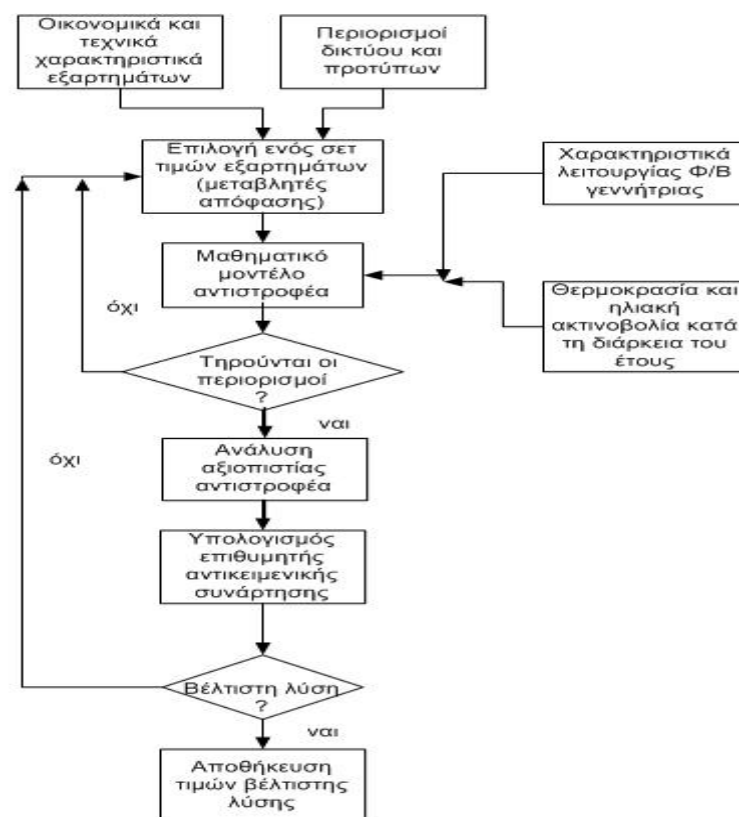 Οικονομικά και
τεχνικά
χαρακτηριστικά
εξαρτημάτων
Περιορισμοί
δικτύου και
προτύπων
Επιλογή ενός σετ
τιμών εξαρτημάτων
(μεταβλητές
απόφασης)
Χαρακτηριστικά
λειτουργίας Φ/Β
γεννήτριας
Μαθηματικό
μοντέλο
αντιστροφέα
Θερμοκρασία και
ηλιακή
ακτινοβολία κατά
τη διάρκεια του
έτους
όχι
Τηρούνται οι
περιορισμοί
?
ναι
όχι
Ανάλυση
αξιοπιστίας
αντιστροφέα
Υπολογισμός
επιθυμητής
αντικειμενικής
συνάρτησης
Βέλτιστη λύση
?
ναι
Αποθήκευση
τιμών βέλτιστης
λύσης